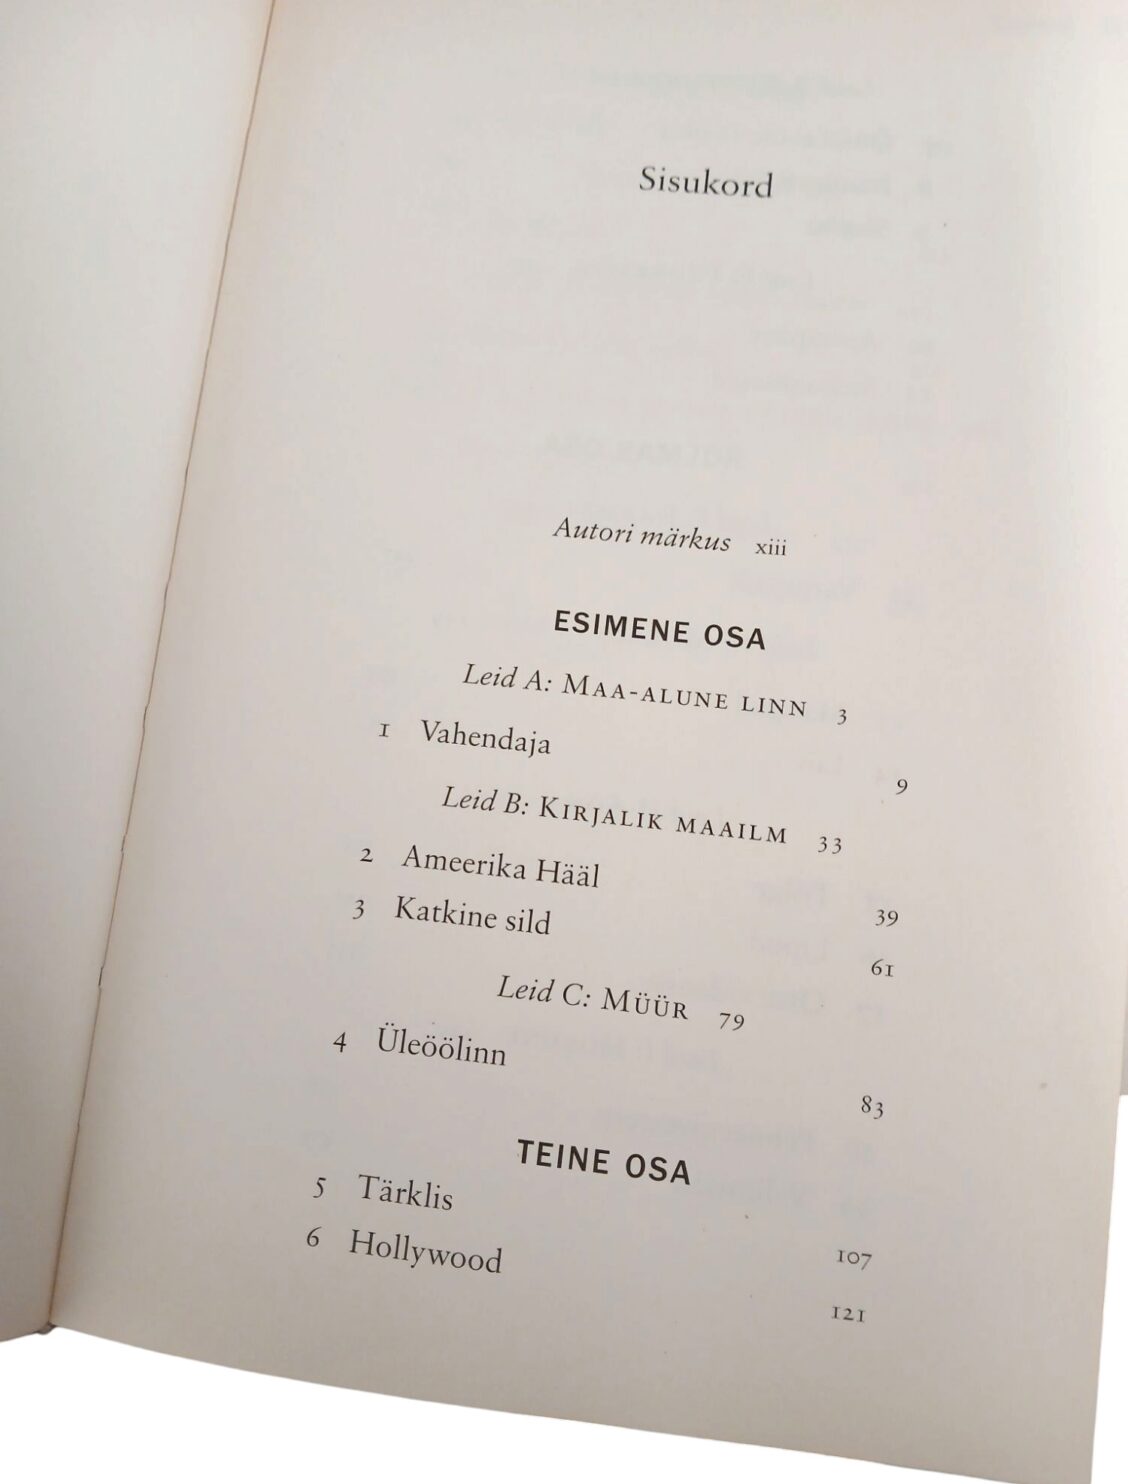 Sisukord
Autori märkus xiii
ESIMENE OSA
Leid A: MAA-ALUNE LINN 3
1 Vahendaja 9
Leid B: KIRJALIK MAAILM 33
2 Ameerika Hääl 39
3 Katkine sild 61
Leid C: MÜÜR 79
4 Üleöölinn 83
TEINE OSA
5 Tärklis 107
6 Hollywood 121